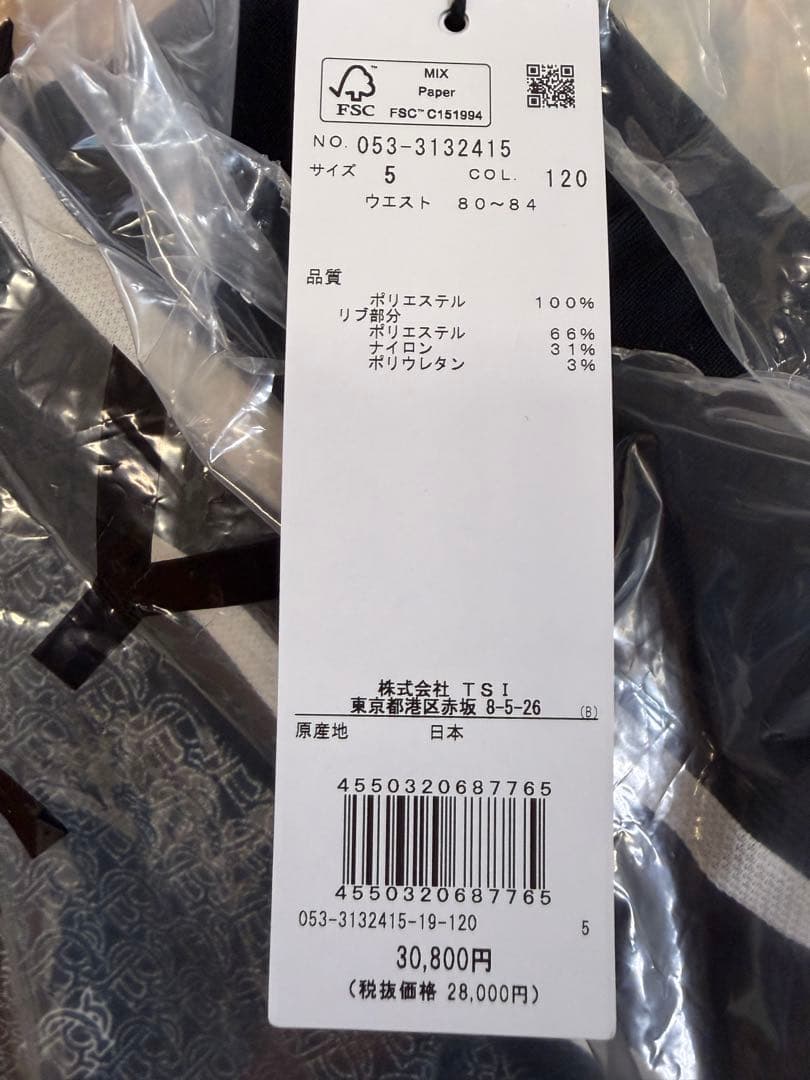 MIX
Paper
FSC™ C151994
FSC
NO. 053-3132415
サイズ 5 COL. 120
ウエスト 80～84
品質
ポリエステル 100%
リブ部分
ポリエステル 66%
ナイロン 31%
ポリウレタン 3%
株式会社 TSI
東京都港区赤坂 8-5-26 (B)
原産地 日本
4550320687765
4550320687765
053-3132415-19-120 5
30,800円
(税抜価格 28,000円)